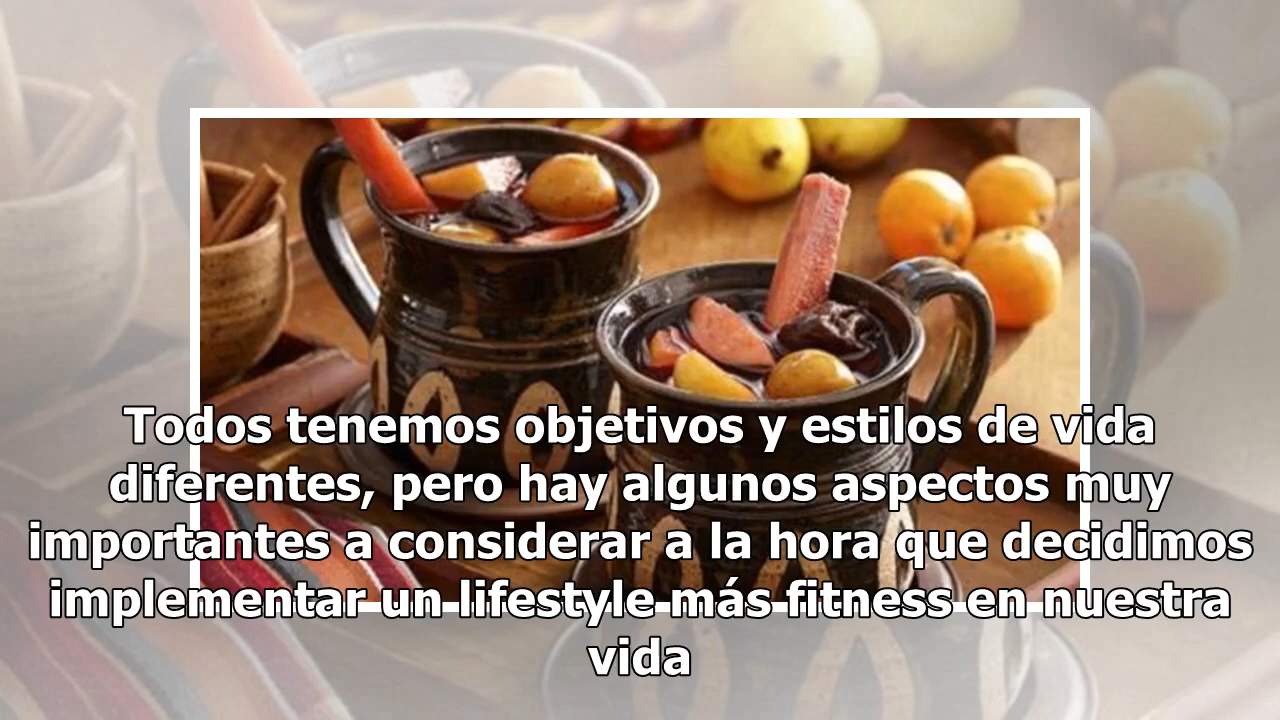 Todos tenemos objetivos y estilos de vida
diferentes, pero hay algunos aspectos muy
importantes a considerar a la hora que decidimos
implementar un lifestyle más fitness en nuestra
vida